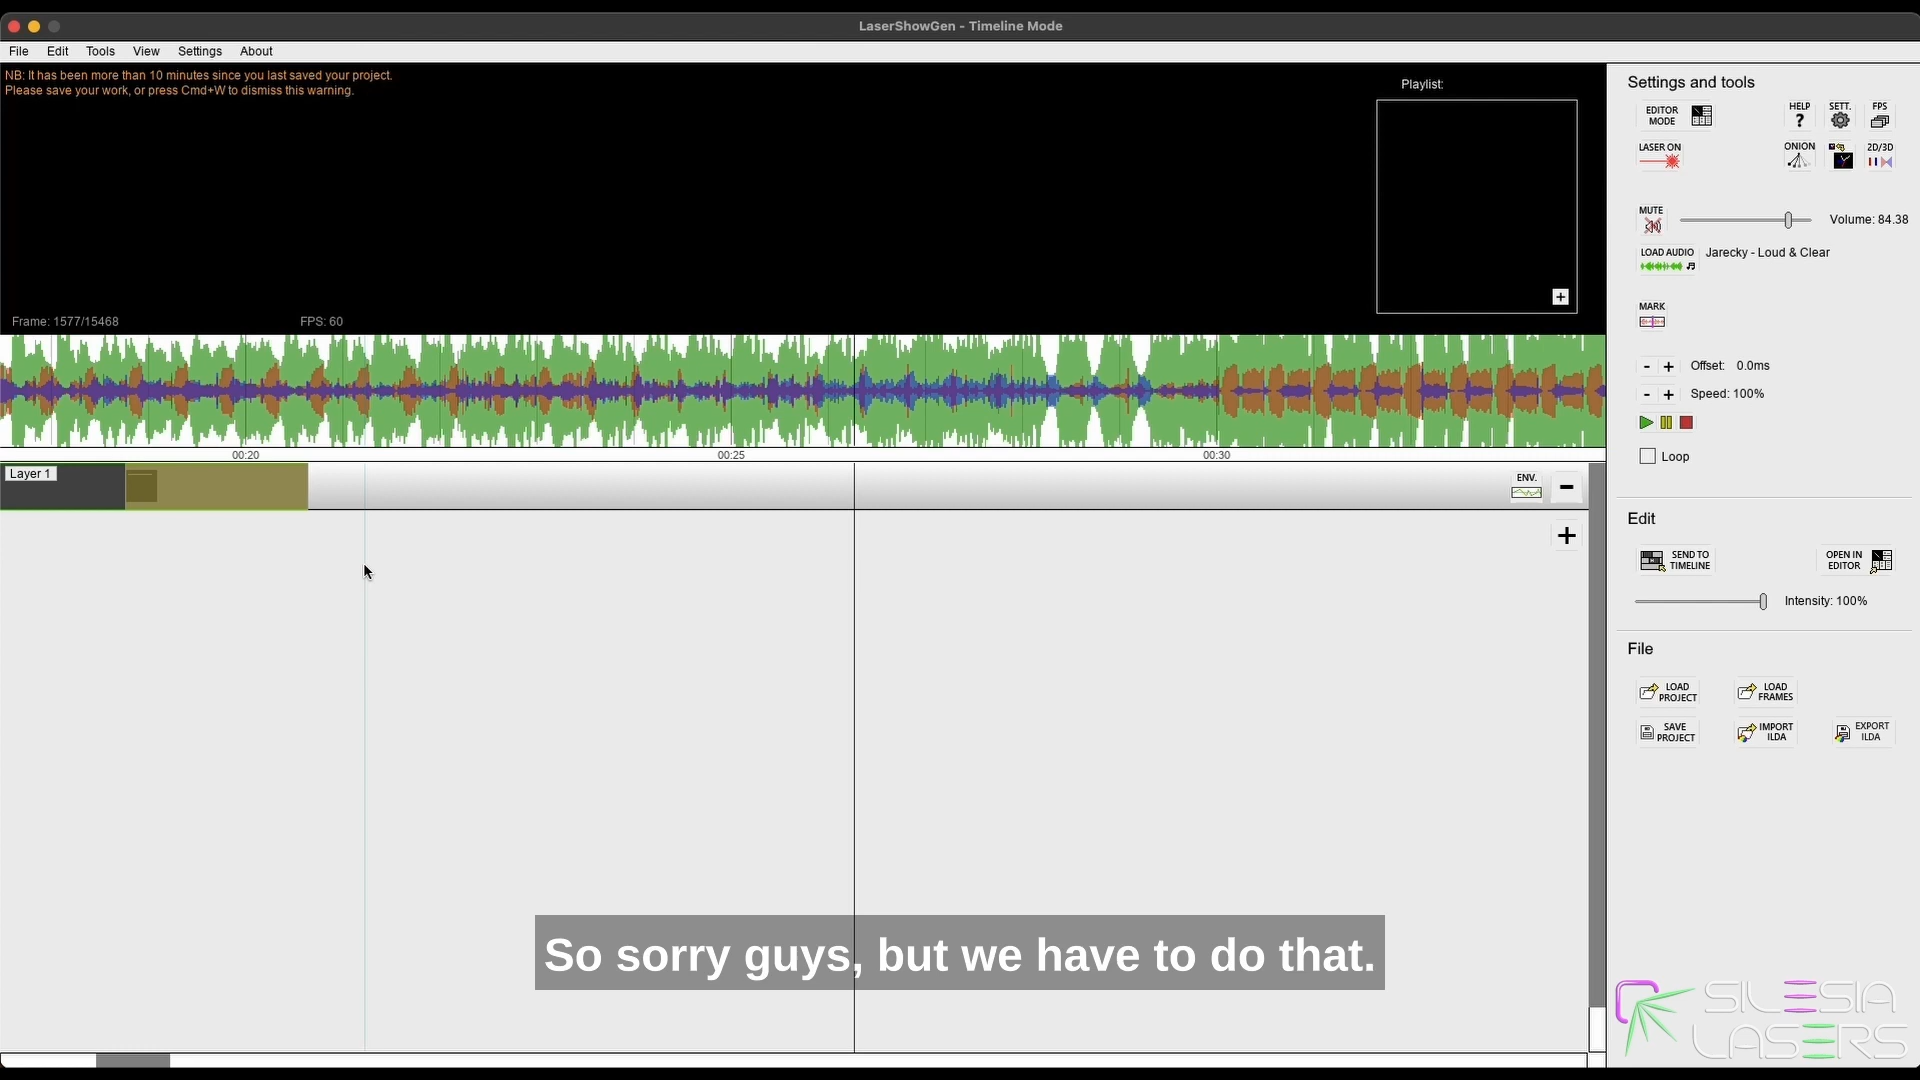 LaserShowGen - Timeline Mode
File Edit Tools View Settings About
NB: It has been more than 10 minutes since you last saved your project.
Please save your work, or press Cmd+W to dismiss this warning.
Playlist:
+
Frame: 1577/15468 FPS: 60
00:20 00:25 00:30
Layer 1
ENV.
-
+
Settings and tools
EDITOR
MODE
HELP
?
SETT.
FPS
LASER ON
ONION
2D/3D
MUTE
Volume: 84.38
LOAD AUDIO
Jarecky - Loud & Clear
MARK
- + Offset: 0.0ms
- + Speed: 100%
Loop
Edit
SEND TO
TIMELINE
OPEN IN
EDITOR
Intensity: 100%
File
LOAD
PROJECT
LOAD
FRAMES
SAVE
PROJECT
IMPORT
ILDA
EXPORT
ILDA
So sorry guys, but we have to do that.
SILESIA
LASERS